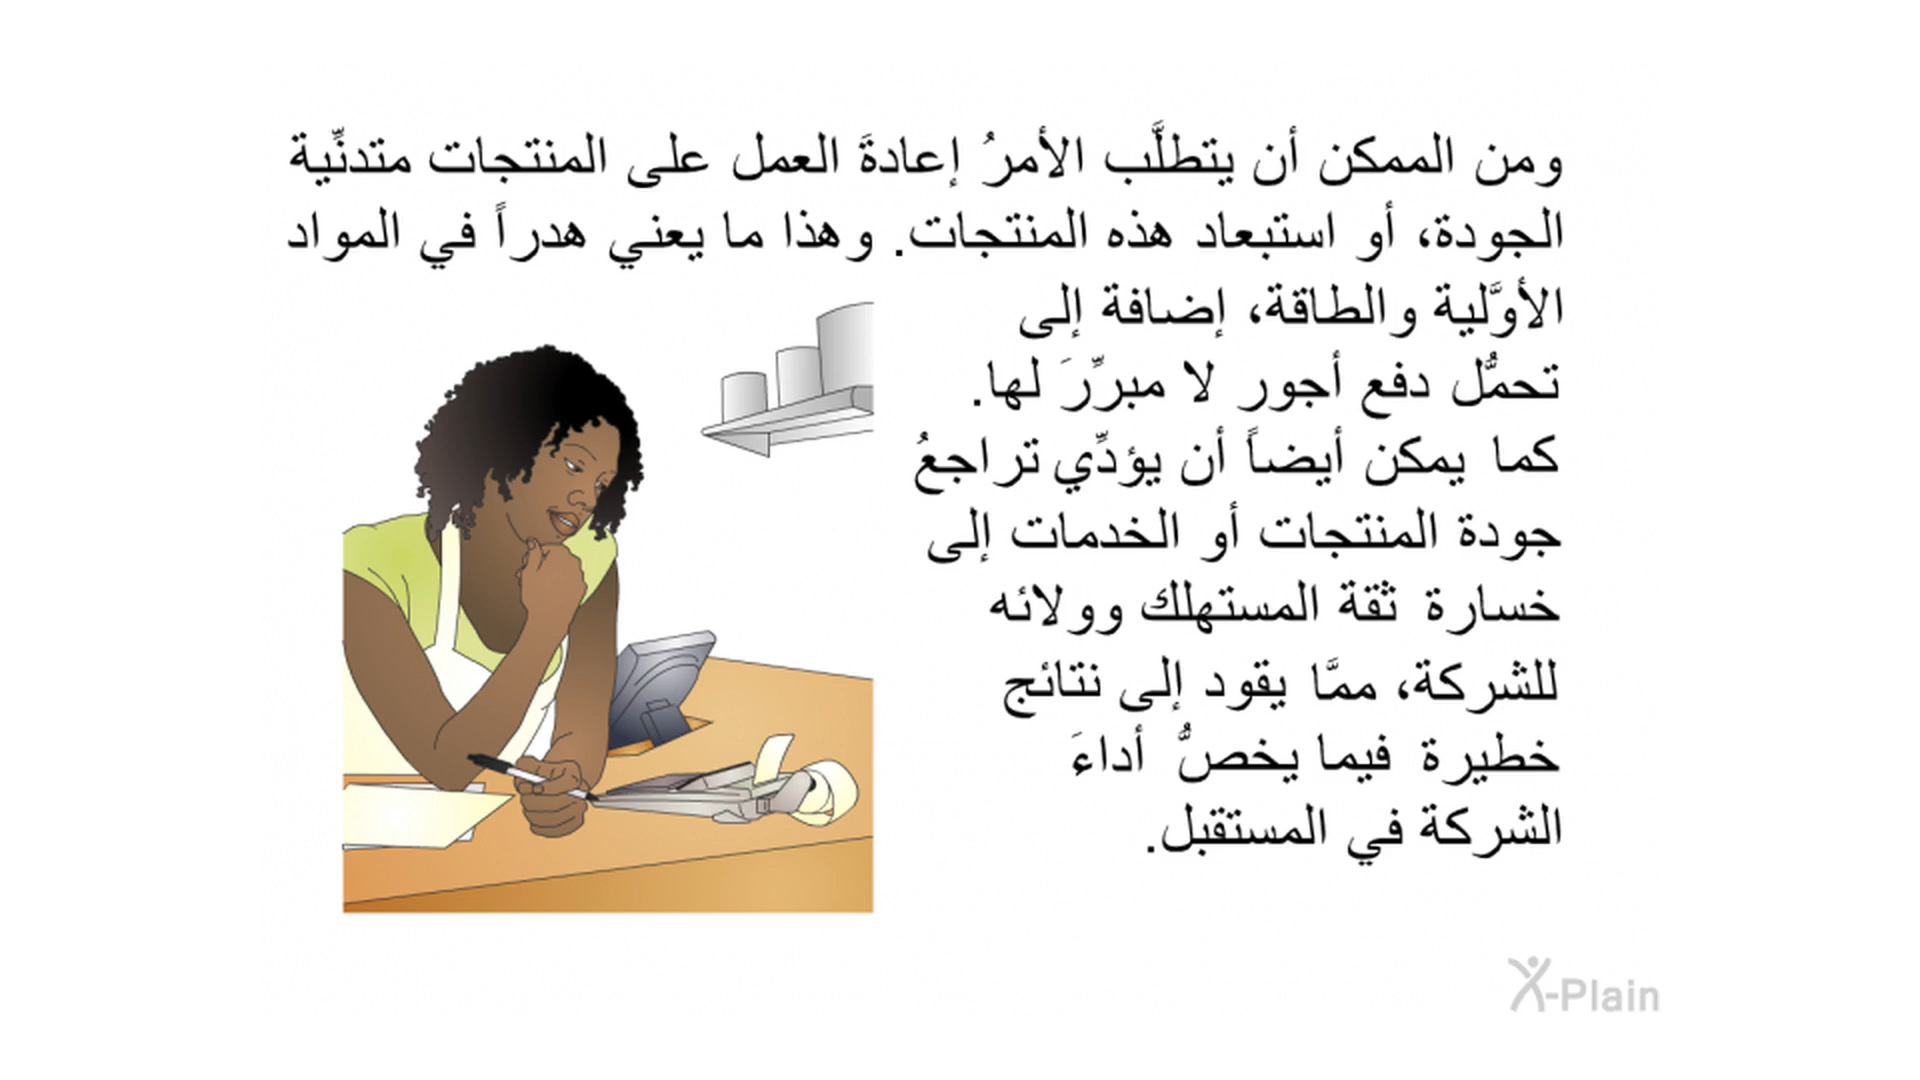 ومن الممكن أن يتطلَّب الأمرُ إعادةَ العمل على المنتجات متدنِّية
الجودة، أو استبعاد هذه المنتجات. وهذا ما يعني هدراً في المواد
الأوَّلية والطاقة، إضافة إلى
تحمُّل دفع أجور لا مبرِّرَ لها.
كما يمكن أيضاً أن يؤدِّي تراجعُ
جودة المنتجات أو الخدمات إلى
خسارة ثقة المستهلك وولائه
للشركة، ممَّا يقود إلى نتائج
خطيرة فيما يخصُّ أداءَ
الشركة في المستقبل.
X-Plain